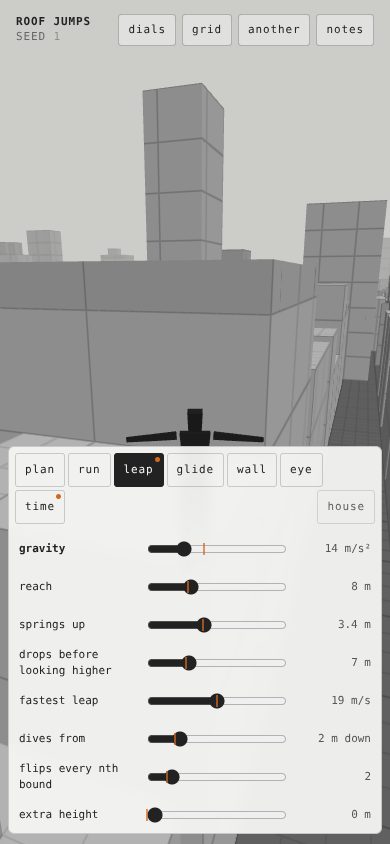 ROOF JUMPS
SEED 1
dials
grid
another
notes
plan
run
leap
glide
wall
eye
time
house
gravity 14 m/s²
reach 8 m
springs up 3.4 m
drops before
looking higher 7 m
fastest leap 19 m/s
dives from 2 m down
flips every nth
bound 2
extra height 0 m